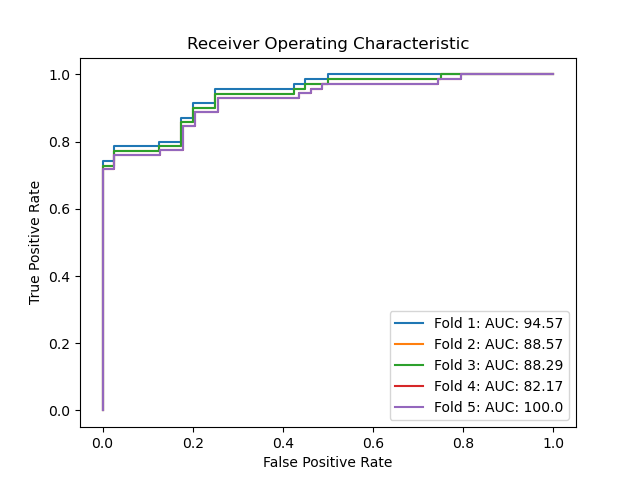 Receiver Operating Characteristic
1.0
0.8
0.6
0.4
0.2
0.0
True Positive Rate
Fold 1: AUC: 94.57
Fold 2: AUC: 88.57
Fold 3: AUC: 88.29
Fold 4: AUC: 82.17
Fold 5: AUC: 100.0
0.0 0.2 0.4 0.6 0.8 1.0
False Positive Rate